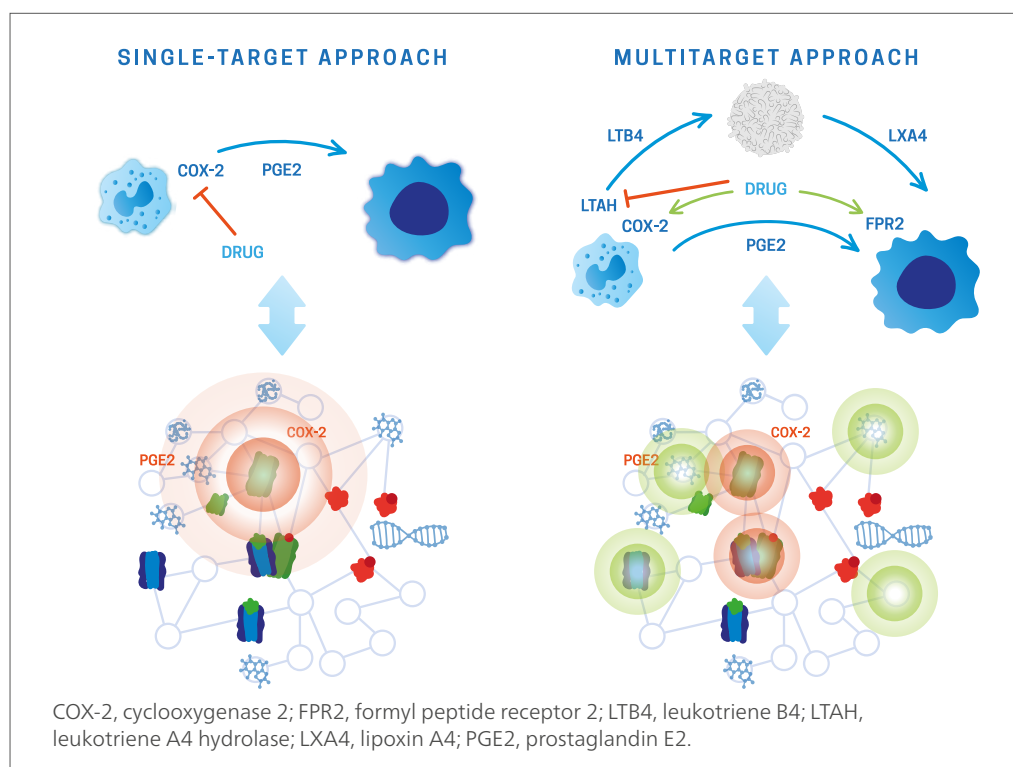 SINGLE-TARGET APPROACH
COX-2
PGE2
DRUG
COX-2
PGE2
MULTITARGET APPROACH
LTB4
LXA4
DRUG
LTAH
COX-2
FPR2
PGE2
COX-2
PGE2
COX-2, cyclooxygenase 2; FPR2, formyl peptide receptor 2; LTB4, leukotriene B4; LTAH,
leukotriene A4 hydrolase; LXA4, lipoxin A4; PGE2, prostaglandin E2.